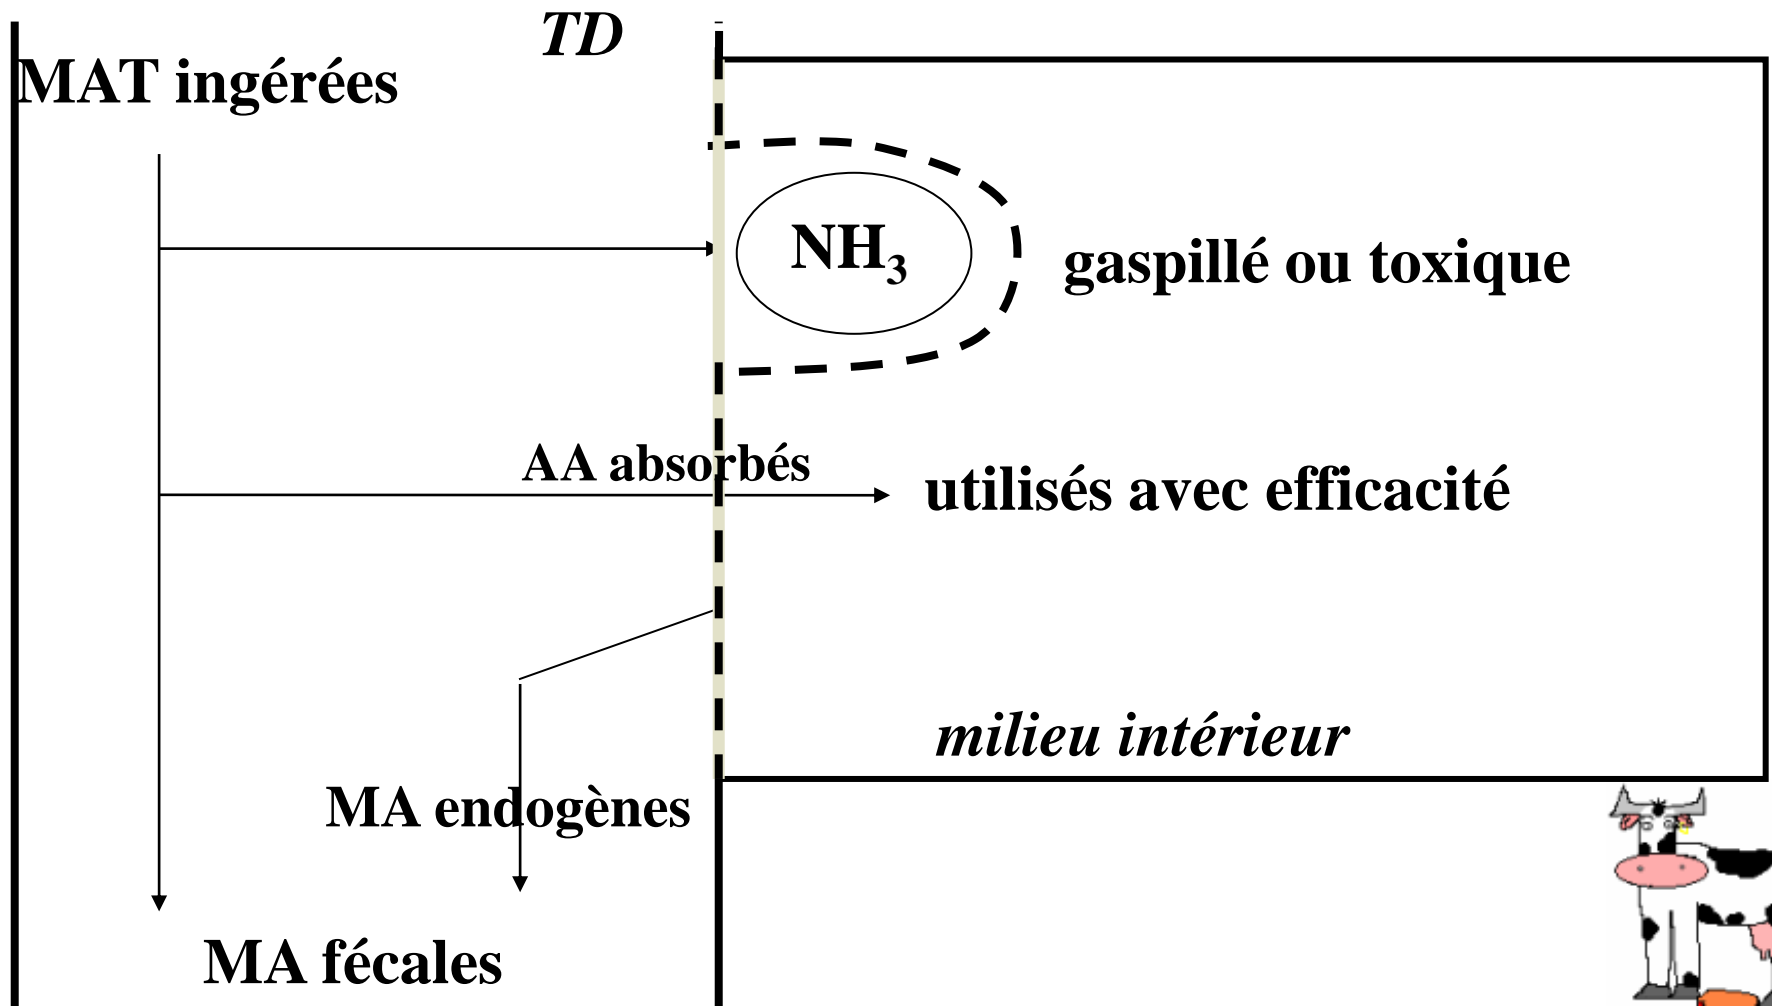 TD
MAT ingérées
NH₃
gaspillé ou toxique
AA absorbés
utilisés avec efficacité
milieu intérieur
MA endogènes
MA fécales